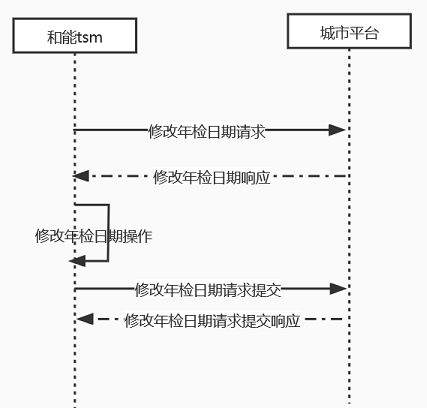 和能tsm
城市平台
修改年检日期请求
修改年检日期响应
修改年检日期操作
修改年检日期请求提交
修改年检日期请求提交响应